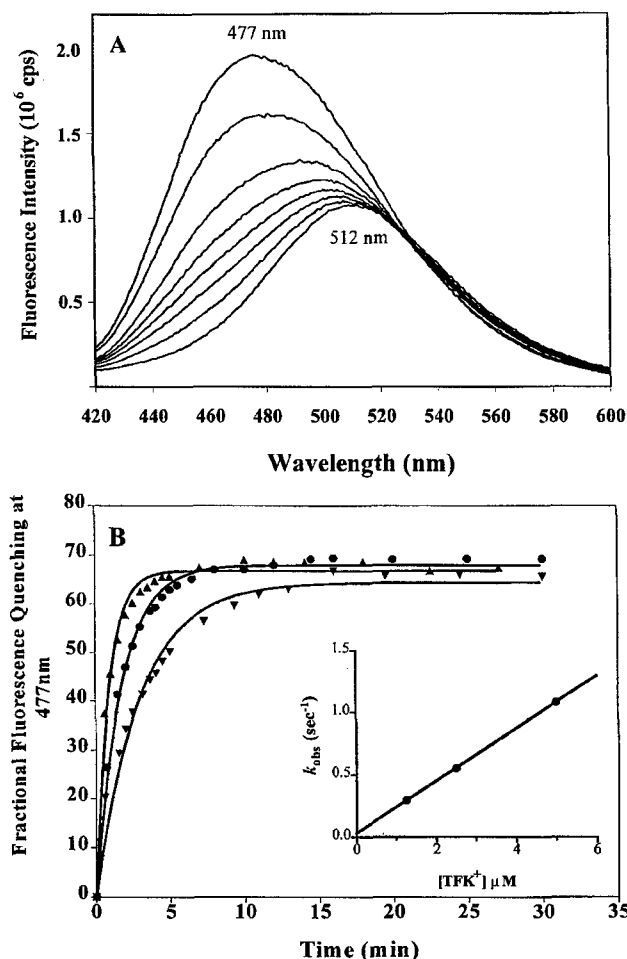 A
477 nm
512 nm
Fluorescence Intensity (10⁶ cps)
2.0
1.5
1.0
0.5
420 440 460 480 500 520 540 560 580 600
Wavelength (nm)
B
Fractional Fluorescence Quenching at
477nm
80
70
60
50
40
30
20
10
0
0 5 10 15 20 25 30 35
Time (min)
k_obs (sec⁻¹)
1.5
1.0
0.5
0.0
0 2 4 6
[TFK⁺] μM